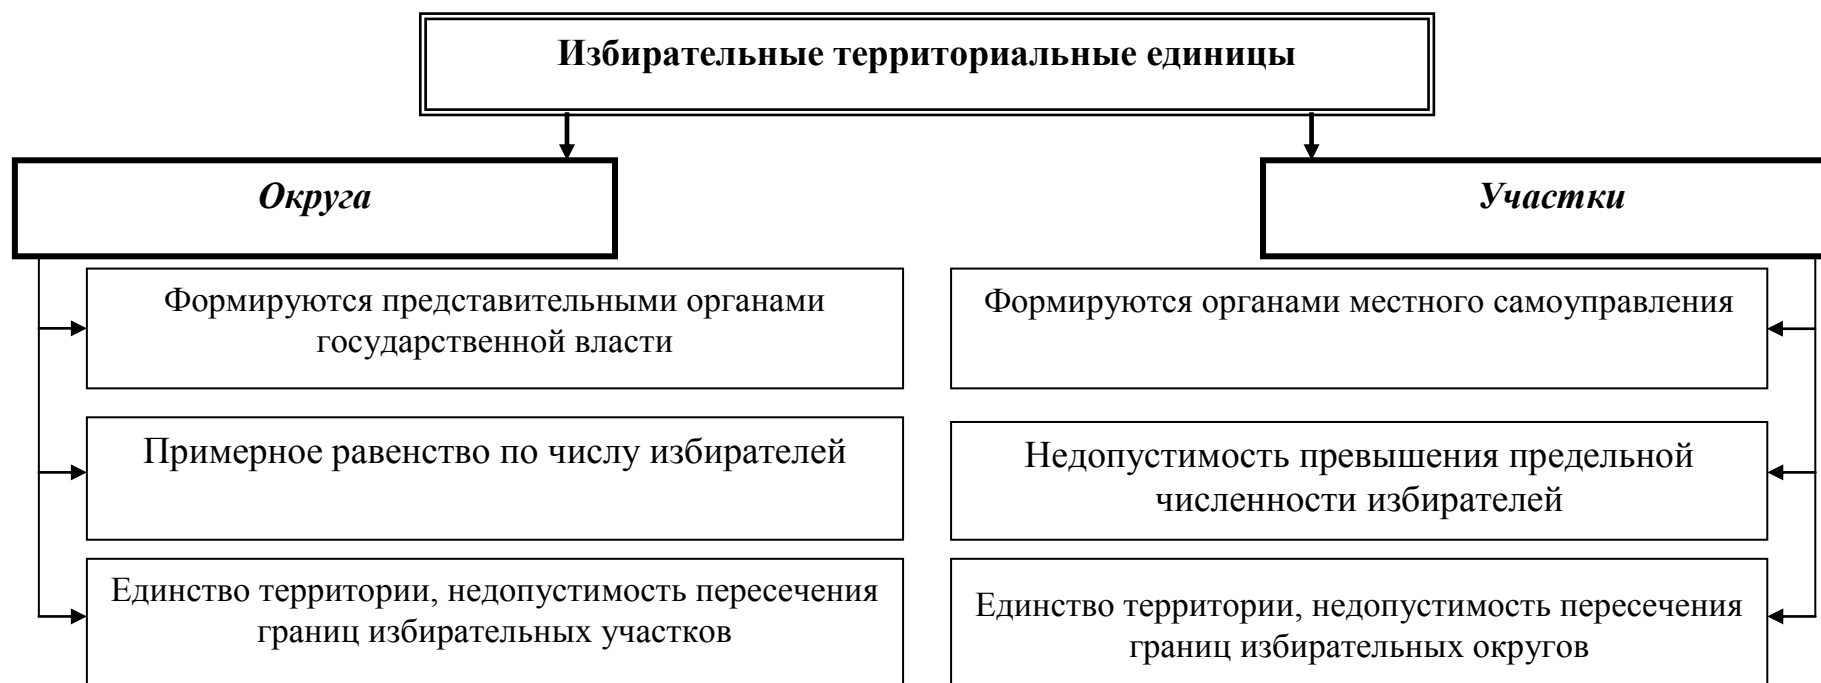 Избирательные территориальные единицы
Округа
Участки
Формируются представительными органами
государственной власти
Формируются органами местного самоуправления
Примерное равенство по числу избирателей
Недопустимость превышения предельной
численности избирателей
Единство территории, недопустимость пересечения
границ избирательных участков
Единство территории, недопустимость пересечения
границ избирательных округов